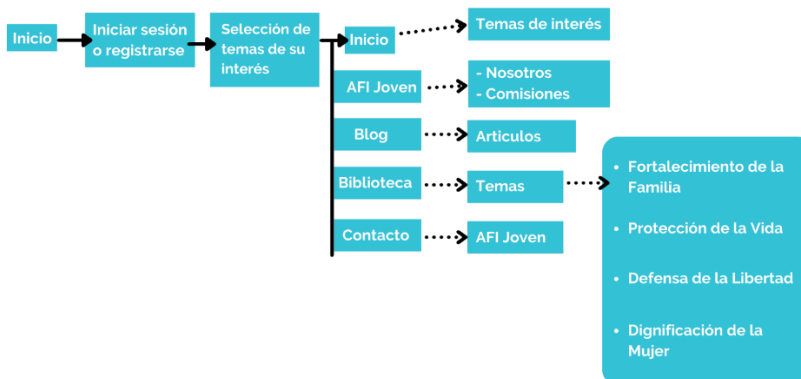 Inicio
Iniciar sesión
o registrarse
Selección de
temas de su
interés
Inicio
Temas de interés
AFI Joven
- Nosotros
- Comisiones
Blog
Articulos
Biblioteca
Temas
Contacto
AFI Joven
• Fortalecimiento de la
Familia
• Protección de la Vida
• Defensa de la Libertad
• Dignificación de la
Mujer